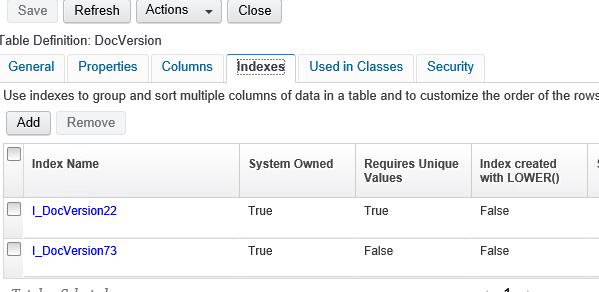 Save Refresh Actions Close
Table Definition: DocVersion
General Properties Columns Indexes Used in Classes Security
Use indexes to group and sort multiple columns of data in a table and to customize the order of the rows
Add Remove
Index Name System Owned Requires Unique Values Index created with LOWER()
I_DocVersion22 True True False
I_DocVersion73 True False False
1